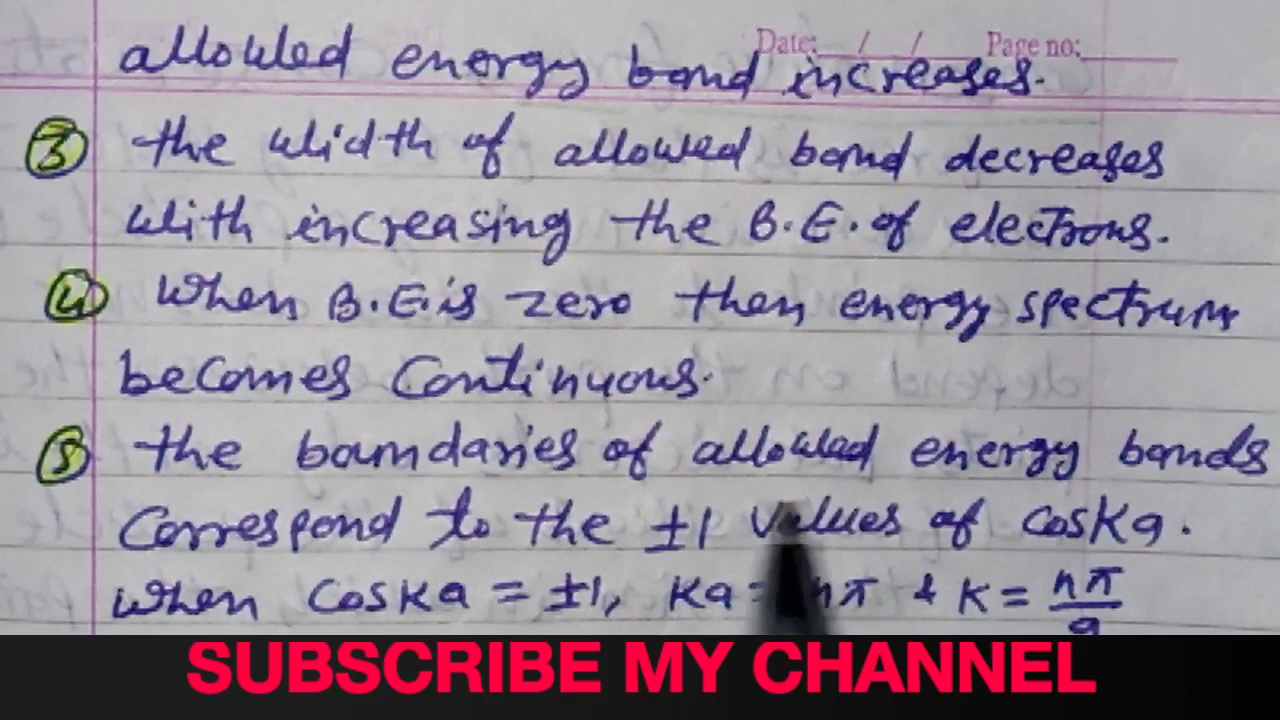 Date: / / Page no:
allowed energy band increases.
③ the width of allowed band decreases
with increasing the B.E. of electrons.
④ when B.E. is zero then energy spectrum
becomes Continuous.
⑤ the boundaries of allowed energy bands
Correspond to the ±1 values of CosKa.
when CosKa = ±1, Ka = nπ & K = nπ/a
SUBSCRIBE MY CHANNEL